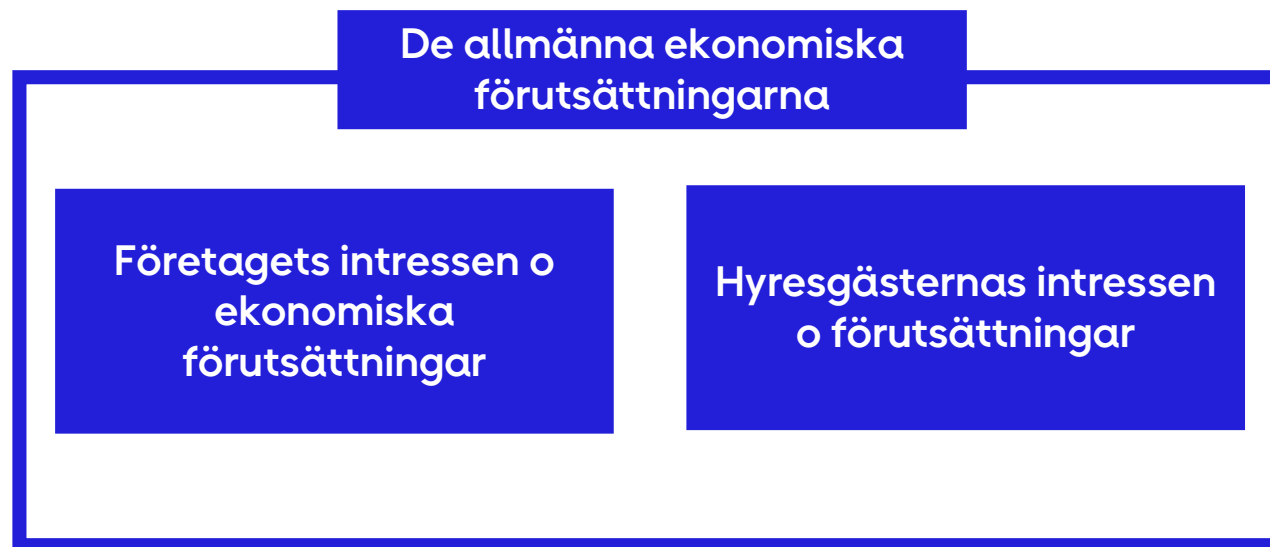 De allmänna ekonomiska
förutsättningarna
Företagets intressen o
ekonomiska
förutsättningar
Hyresgästernas intressen
o förutsättningar